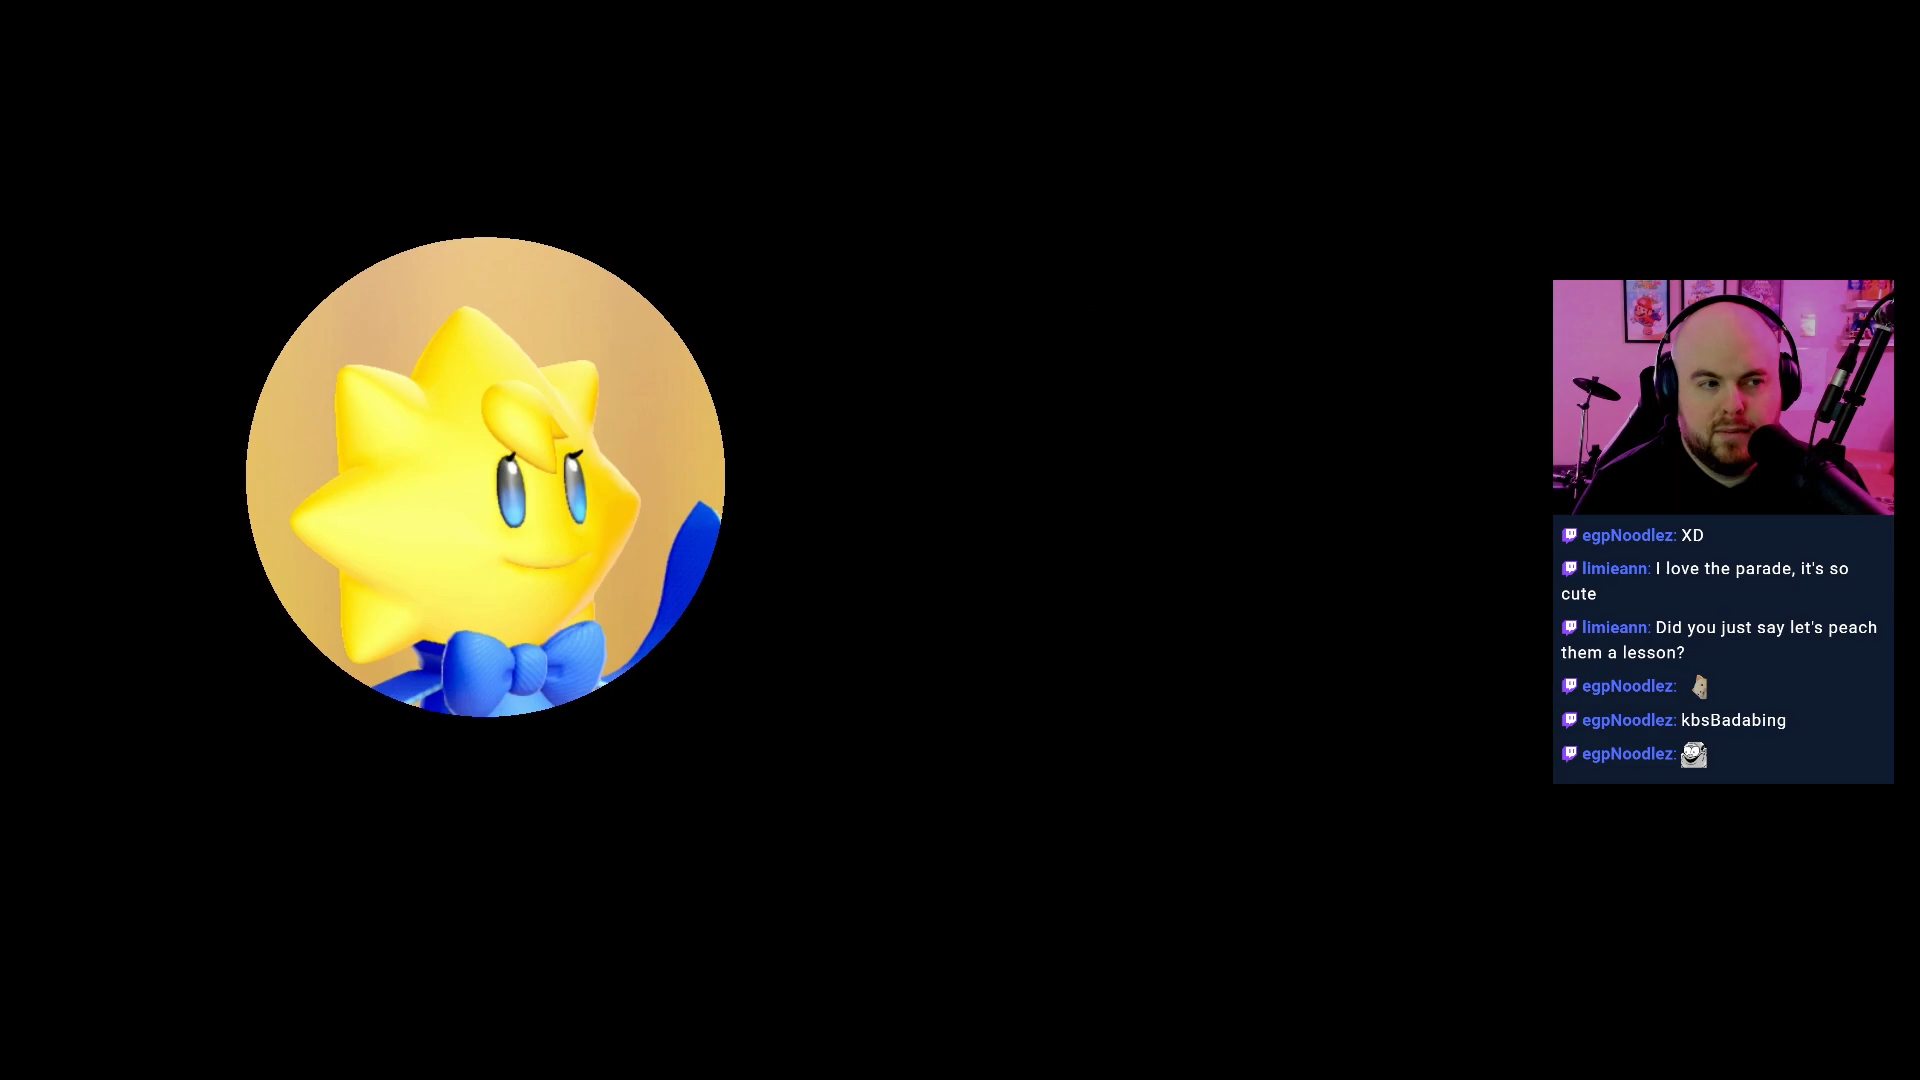 egpNoodlez: XD
limieann: I love the parade, it's so
cute
limieann: Did you just say let's peach
them a lesson?
egpNoodlez:
egpNoodlez: kbsBadabing
egpNoodlez: